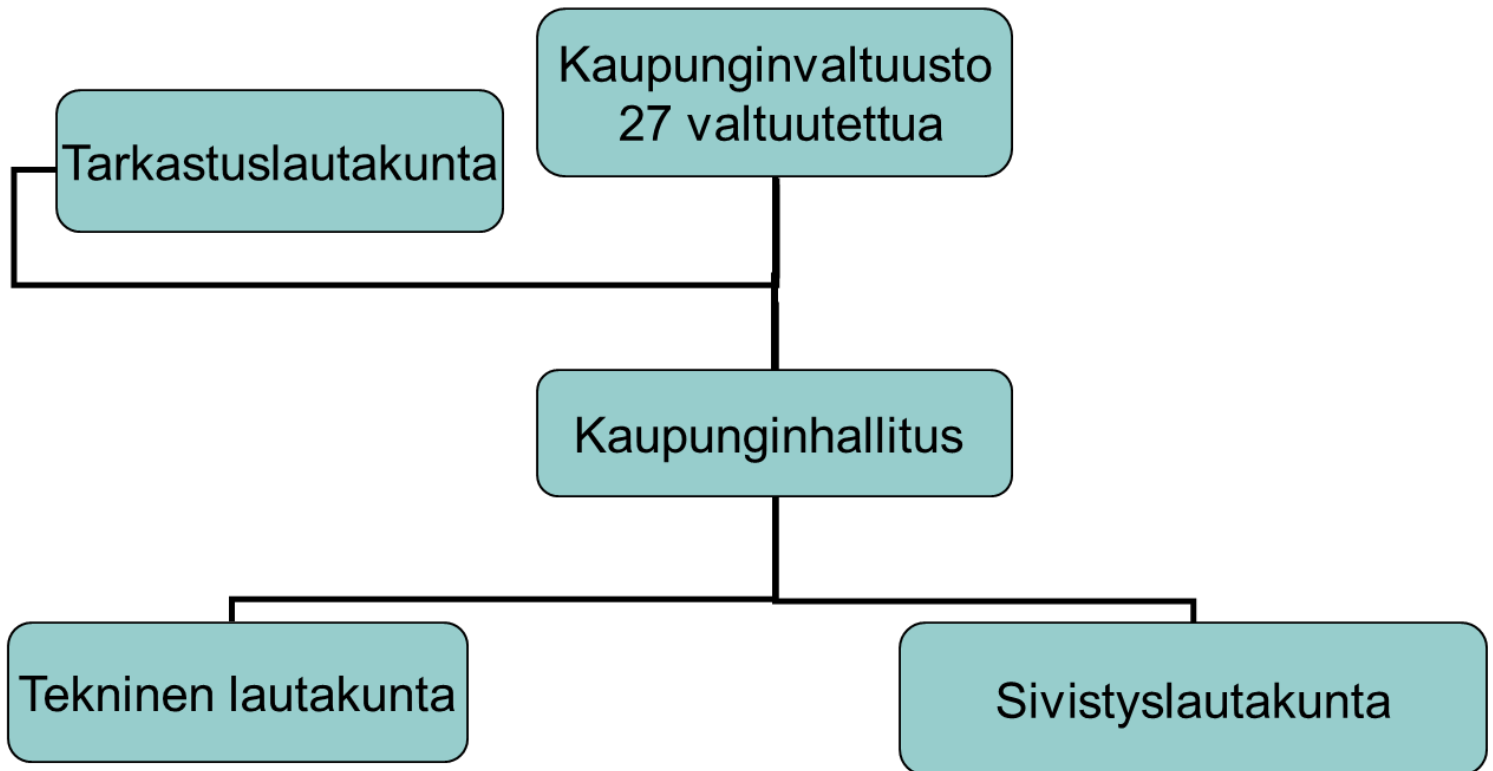 Kaupunginvaltuusto
27 valtuutettua
Tarkastuslautakunta
Kaupunginhallitus
Tekninen lautakunta
Sivistyslautakunta